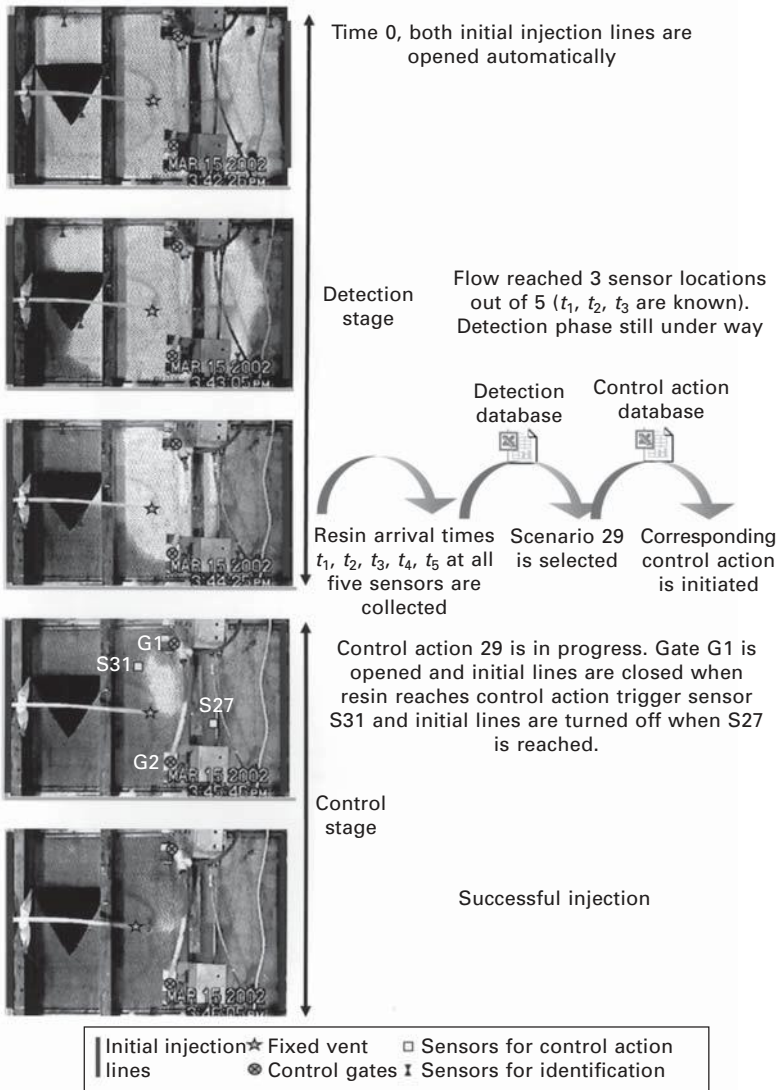 Time 0, both initial injection lines are
opened automatically
MAR 15 2002
3:42:26 PM
Detection
stage
Flow reached 3 sensor locations
out of 5 (t1, t2, t3 are known).
Detection phase still under way
MAR 15 2002
3:43:05 PM
Detection
database
Control action
database
Resin arrival times
t1, t2, t3, t4, t5 at all
five sensors are
collected
Scenario 29
is selected
Corresponding
control action
is initiated
MAR 15 2002
G1
S31
S27
G2
MAR 15 2002
Control action 29 is in progress. Gate G1 is
opened and initial lines are closed when
resin reaches control action trigger sensor
S31 and initial lines are turned off when S27
is reached.
Control
stage
Successful injection
MAR 15 2002
Initial injection
lines
Fixed vent
Control gates
Sensors for control action
Sensors for identification